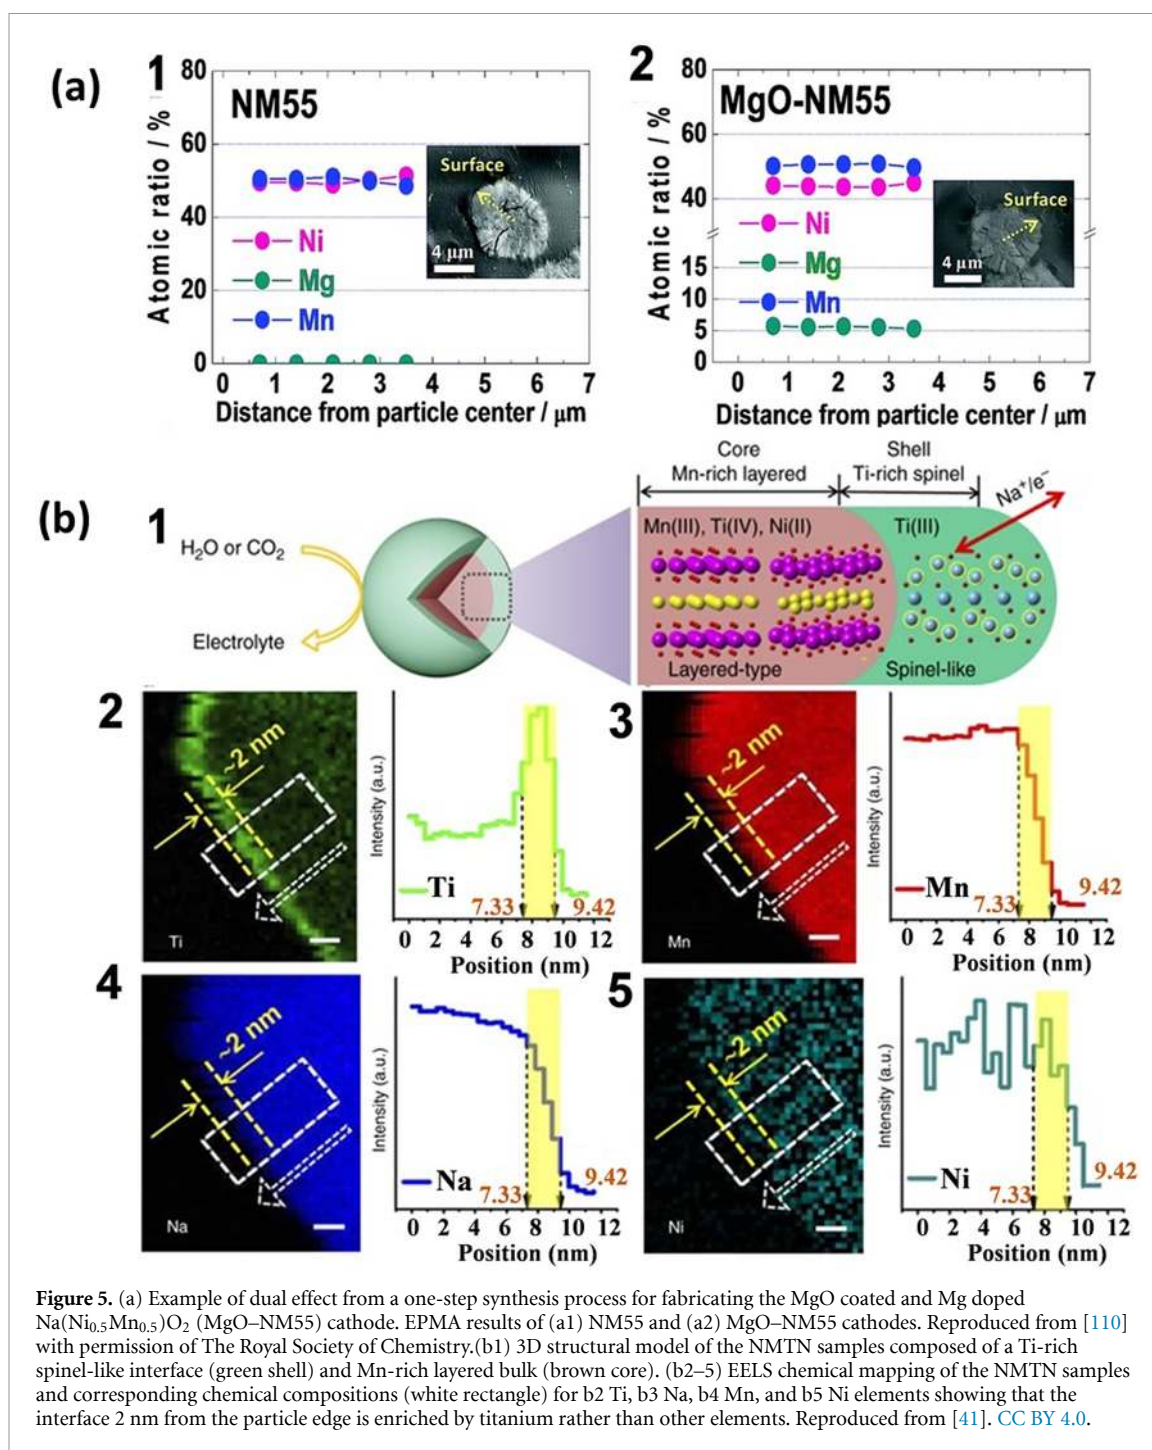 (a)
1
80
60
40
20
0
Atomic ratio / %
NM55
Surface
4 μm
Ni
Mg
Mn
0 1 2 3 4 5 6 7
Distance from particle center / μm
2
80
60
40
15
10
5
0
Atomic ratio / %
MgO-NM55
Surface
4 μm
Ni
Mg
Mn
0 1 2 3 4 5 6 7
Distance from particle center / μm
(b)
1
H2O or CO2
Electrolyte
Core
Mn-rich layered
Shell
Ti-rich spinel
Na+/e−
Mn(III), Ti(IV), Ni(II)
Ti(III)
Layered-type
Spinel-like
2
~2 nm
Ti
Intensity (a.u.)
Ti
7.33
9.42
0 2 4 6 8 10 12
Position (nm)
3
~2 nm
Mn
Intensity (a.u.)
Mn
7.33
9.42
0 2 4 6 8 10 12
Position (nm)
4
~2 nm
Na
Intensity (a.u.)
Na
7.33
9.42
0 2 4 6 8 10 12
Position (nm)
5
~2 nm
Ni
Intensity (a.u.)
Ni
7.33
9.42
0 2 4 6 8 10 12
Position (nm)
Figure 5. (a) Example of dual effect from a one-step synthesis process for fabricating the MgO coated and Mg doped
Na(Ni0.5Mn0.5)O2 (MgO–NM55) cathode. EPMA results of (a1) NM55 and (a2) MgO–NM55 cathodes. Reproduced from [110]
with permission of The Royal Society of Chemistry.(b1) 3D structural model of the NMTN samples composed of a Ti-rich
spinel-like interface (green shell) and Mn-rich layered bulk (brown core). (b2–5) EELS chemical mapping of the NMTN samples
and corresponding chemical compositions (white rectangle) for b2 Ti, b3 Na, b4 Mn, and b5 Ni elements showing that the
interface 2 nm from the particle edge is enriched by titanium rather than other elements. Reproduced from [41]. CC BY 4.0.